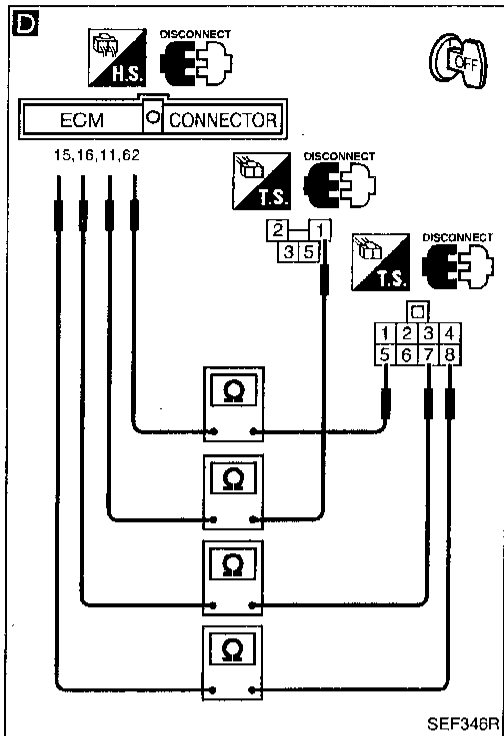 D
DISCONNECT
H.S.
OFF
ECM CONNECTOR
15,16,11,62
DISCONNECT
T.S.
2 1
3 5
DISCONNECT
T.S.
1 2 3 4
5 6 7 8
Ω
Ω
Ω
Ω
SEF346R